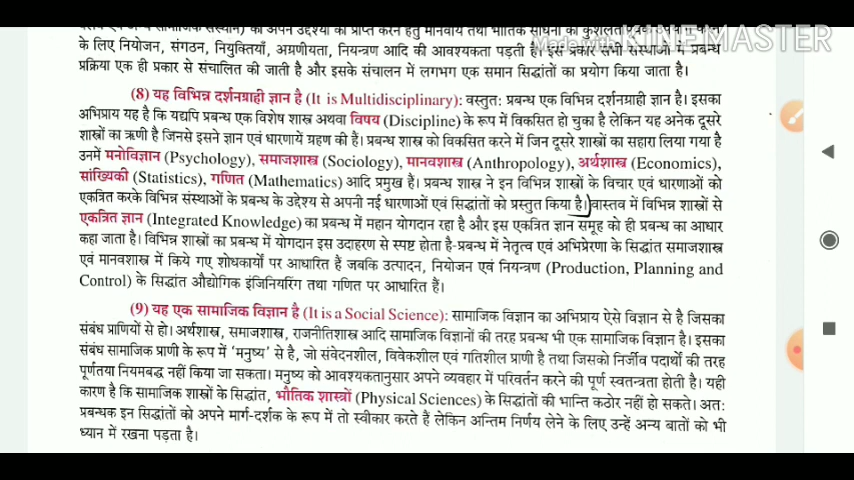 Made with KINEMASTER
के लिए नियोजन, संगठन, नियुक्तियाँ, अग्रणीयता, नियन्त्रण आदि की आवश्यकता पड़ती है। इस प्रकार सभी संस्थाओं में प्रबन्ध
प्रक्रिया एक ही प्रकार से संचालित की जाती है और इसके संचालन में लगभग एक समान सिद्धांतों का प्रयोग किया जाता है।
(8) यह विभिन्न दर्शनग्राही ज्ञान है (It is Multidisciplinary): वस्तुत: प्रबन्ध एक विभिन्न दर्शनग्राही ज्ञान है। इसका
अभिप्राय यह है कि यद्यपि प्रबन्ध एक विशेष शास्त्र अथवा विषय (Discipline) के रूप में विकसित हो चुका है लेकिन यह अनेक दूसरे
शास्त्रों का ऋणी है जिनसे इसने ज्ञान एवं धारणायें ग्रहण की हैं। प्रबन्ध शास्त्र को विकसित करने में जिन दूसरे शास्त्रों का सहारा लिया गया है
उनमें मनोविज्ञान (Psychology), समाजशास्त्र (Sociology), मानवशास्त्र (Anthropology), अर्थशास्त्र (Economics),
सांख्यिकी (Statistics), गणित (Mathematics) आदि प्रमुख हैं। प्रबन्ध शास्त्र ने इन विभिन्न शास्त्रों के विचार एवं धारणाओं को
एकत्रित करके विभिन्न संस्थाओं के प्रबन्ध के उद्देश्य से अपनी नई धारणाओं एवं सिद्धांतों को प्रस्तुत किया है। वास्तव में विभिन्न शास्त्रों से
एकत्रित ज्ञान (Integrated Knowledge) का प्रबन्ध में महान योगदान रहा है और इस एकत्रित ज्ञान समूह को ही प्रबन्ध का आधार
कहा जाता है। विभिन्न शास्त्रों का प्रबन्ध में योगदान इस उदाहरण से स्पष्ट होता है-प्रबन्ध में नेतृत्व एवं अभिप्रेरणा के सिद्धांत समाजशास्त्र
एवं मानवशास्त्र में किये गए शोधकार्यों पर आधारित हैं जबकि उत्पादन, नियोजन एवं नियन्त्रण (Production, Planning and
Control) के सिद्धांत औद्योगिक इंजिनियरिंग तथा गणित पर आधारित हैं।
(9) यह एक सामाजिक विज्ञान है (It is a Social Science): सामाजिक विज्ञान का अभिप्राय ऐसे विज्ञान से है जिसका
संबंध प्राणियों से हो। अर्थशास्त्र, समाजशास्त्र, राजनीतिशास्त्र आदि सामाजिक विज्ञानों की तरह प्रबन्ध भी एक सामाजिक विज्ञान है। इसका
संबंध सामाजिक प्राणी के रूप में 'मनुष्य' से है, जो संवेदनशील, विवेकशील एवं गतिशील प्राणी है तथा जिसको निर्जीव पदार्थों की तरह
पूर्णतया नियमबद्ध नहीं किया जा सकता। मनुष्य को आवश्यकतानुसार अपने व्यवहार में परिवर्तन करने की पूर्ण स्वतन्त्रता होती है। यही
कारण है कि सामाजिक शास्त्रों के सिद्धांत, भौतिक शास्त्रों (Physical Sciences) के सिद्धांतों की भान्ति कठोर नहीं हो सकते। अत:
प्रबन्धक इन सिद्धांतों को अपने मार्ग-दर्शक के रूप में तो स्वीकार करते हैं लेकिन अन्तिम निर्णय लेने के लिए उन्हें अन्य बातों को भी
ध्यान में रखना पड़ता है।